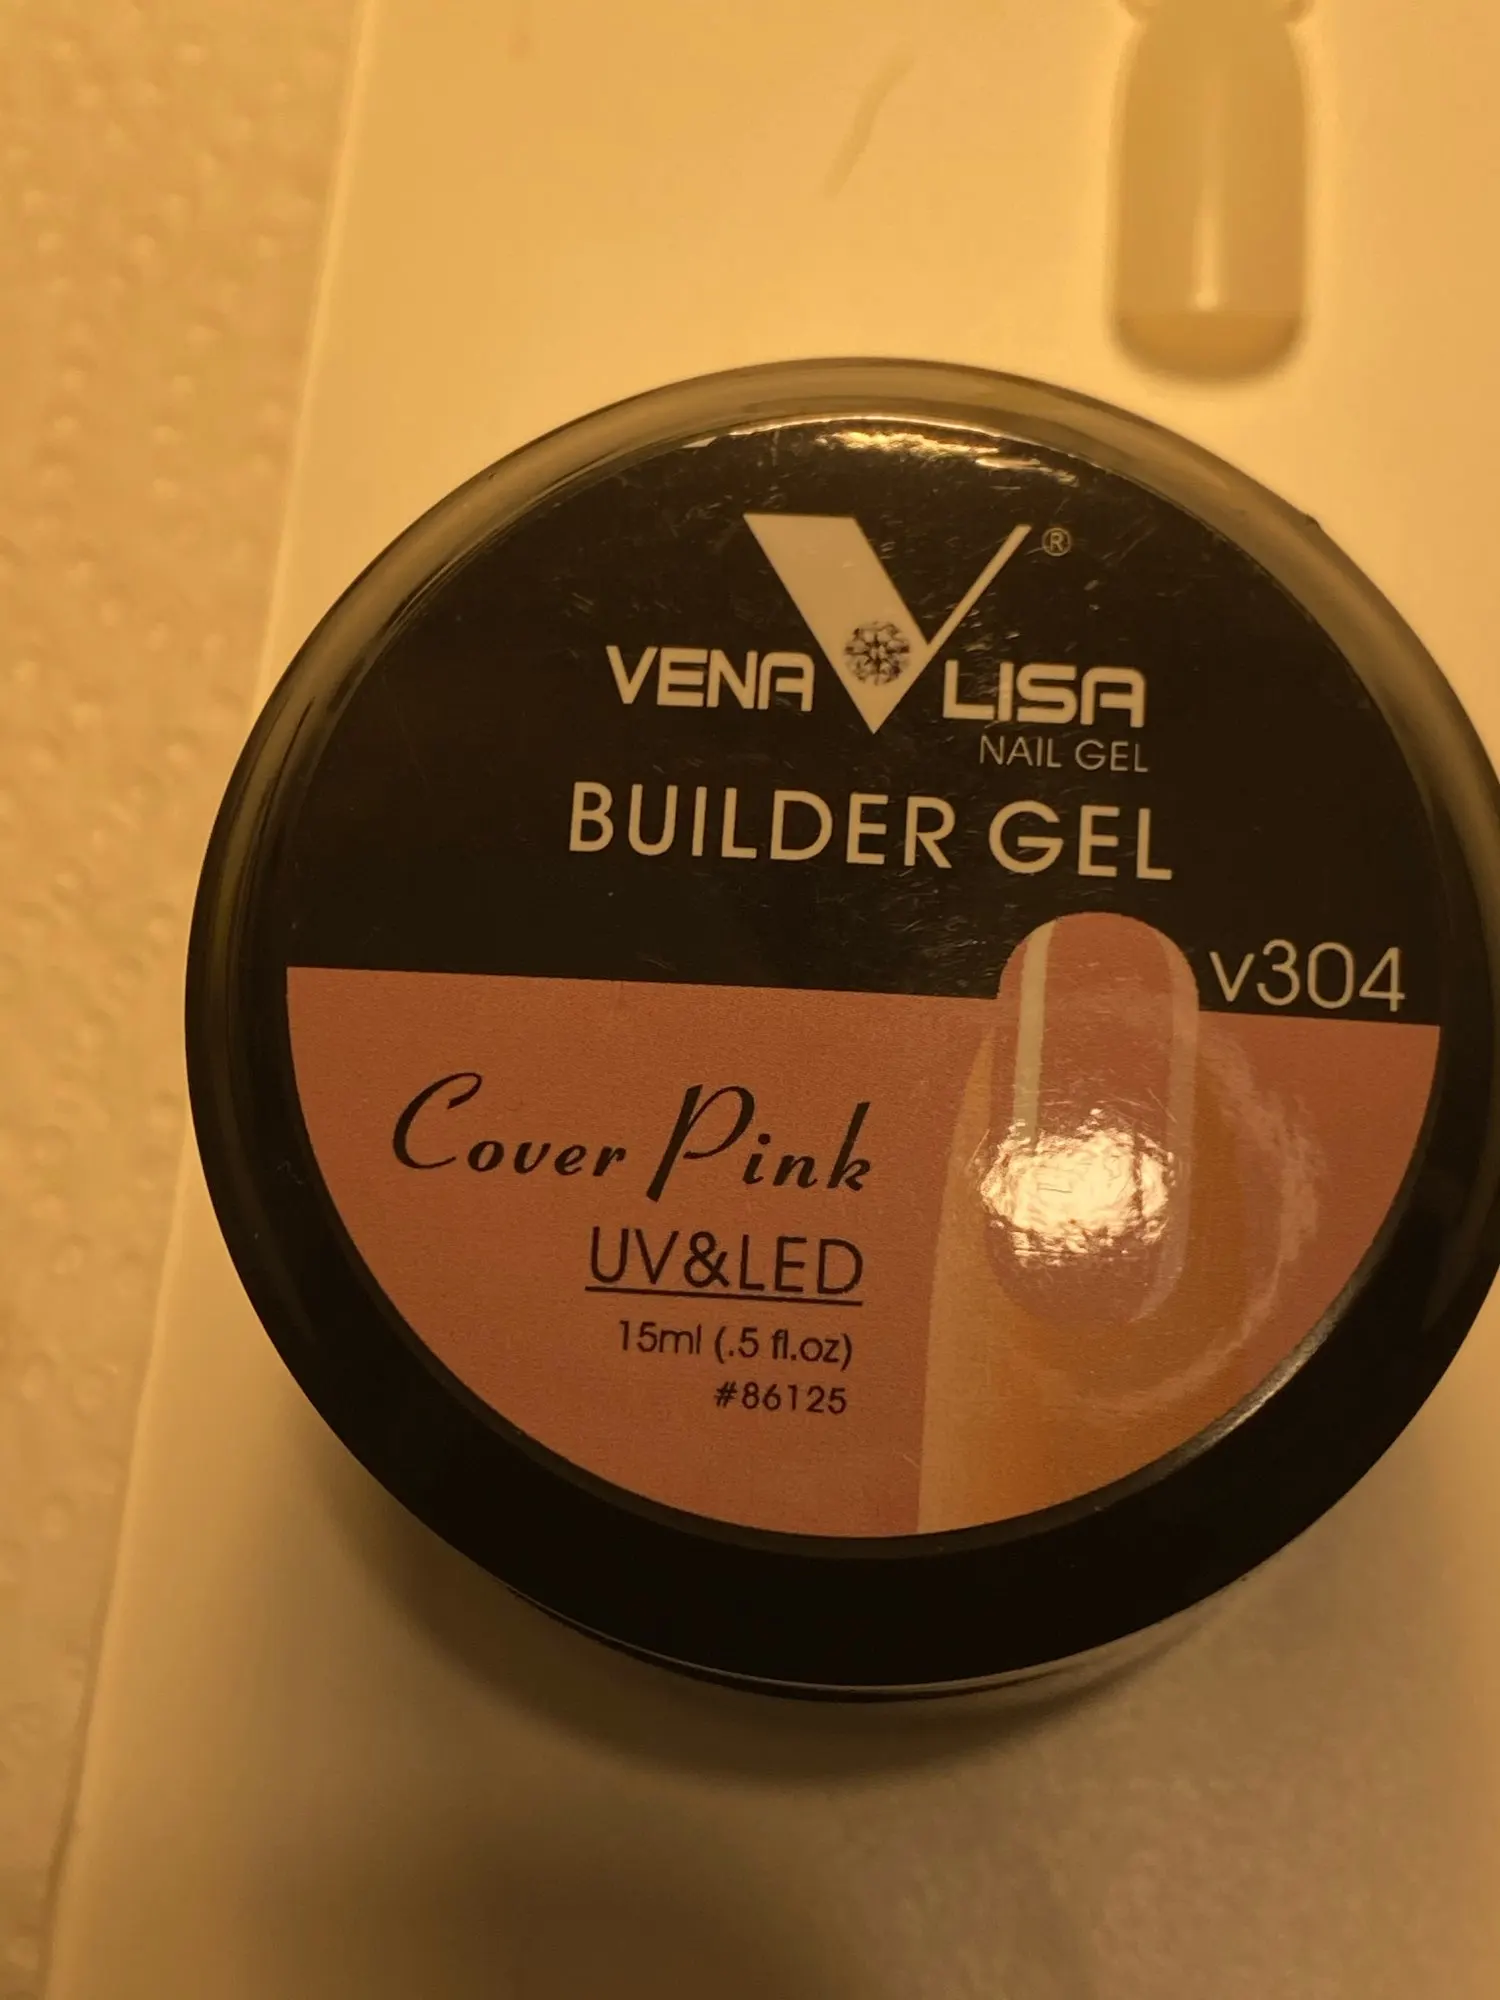 V®
VENA LISA
NAIL GEL
BUILDER GEL
v304
Cover Pink
UV&LED
15ml (.5 fl.oz)
#86125